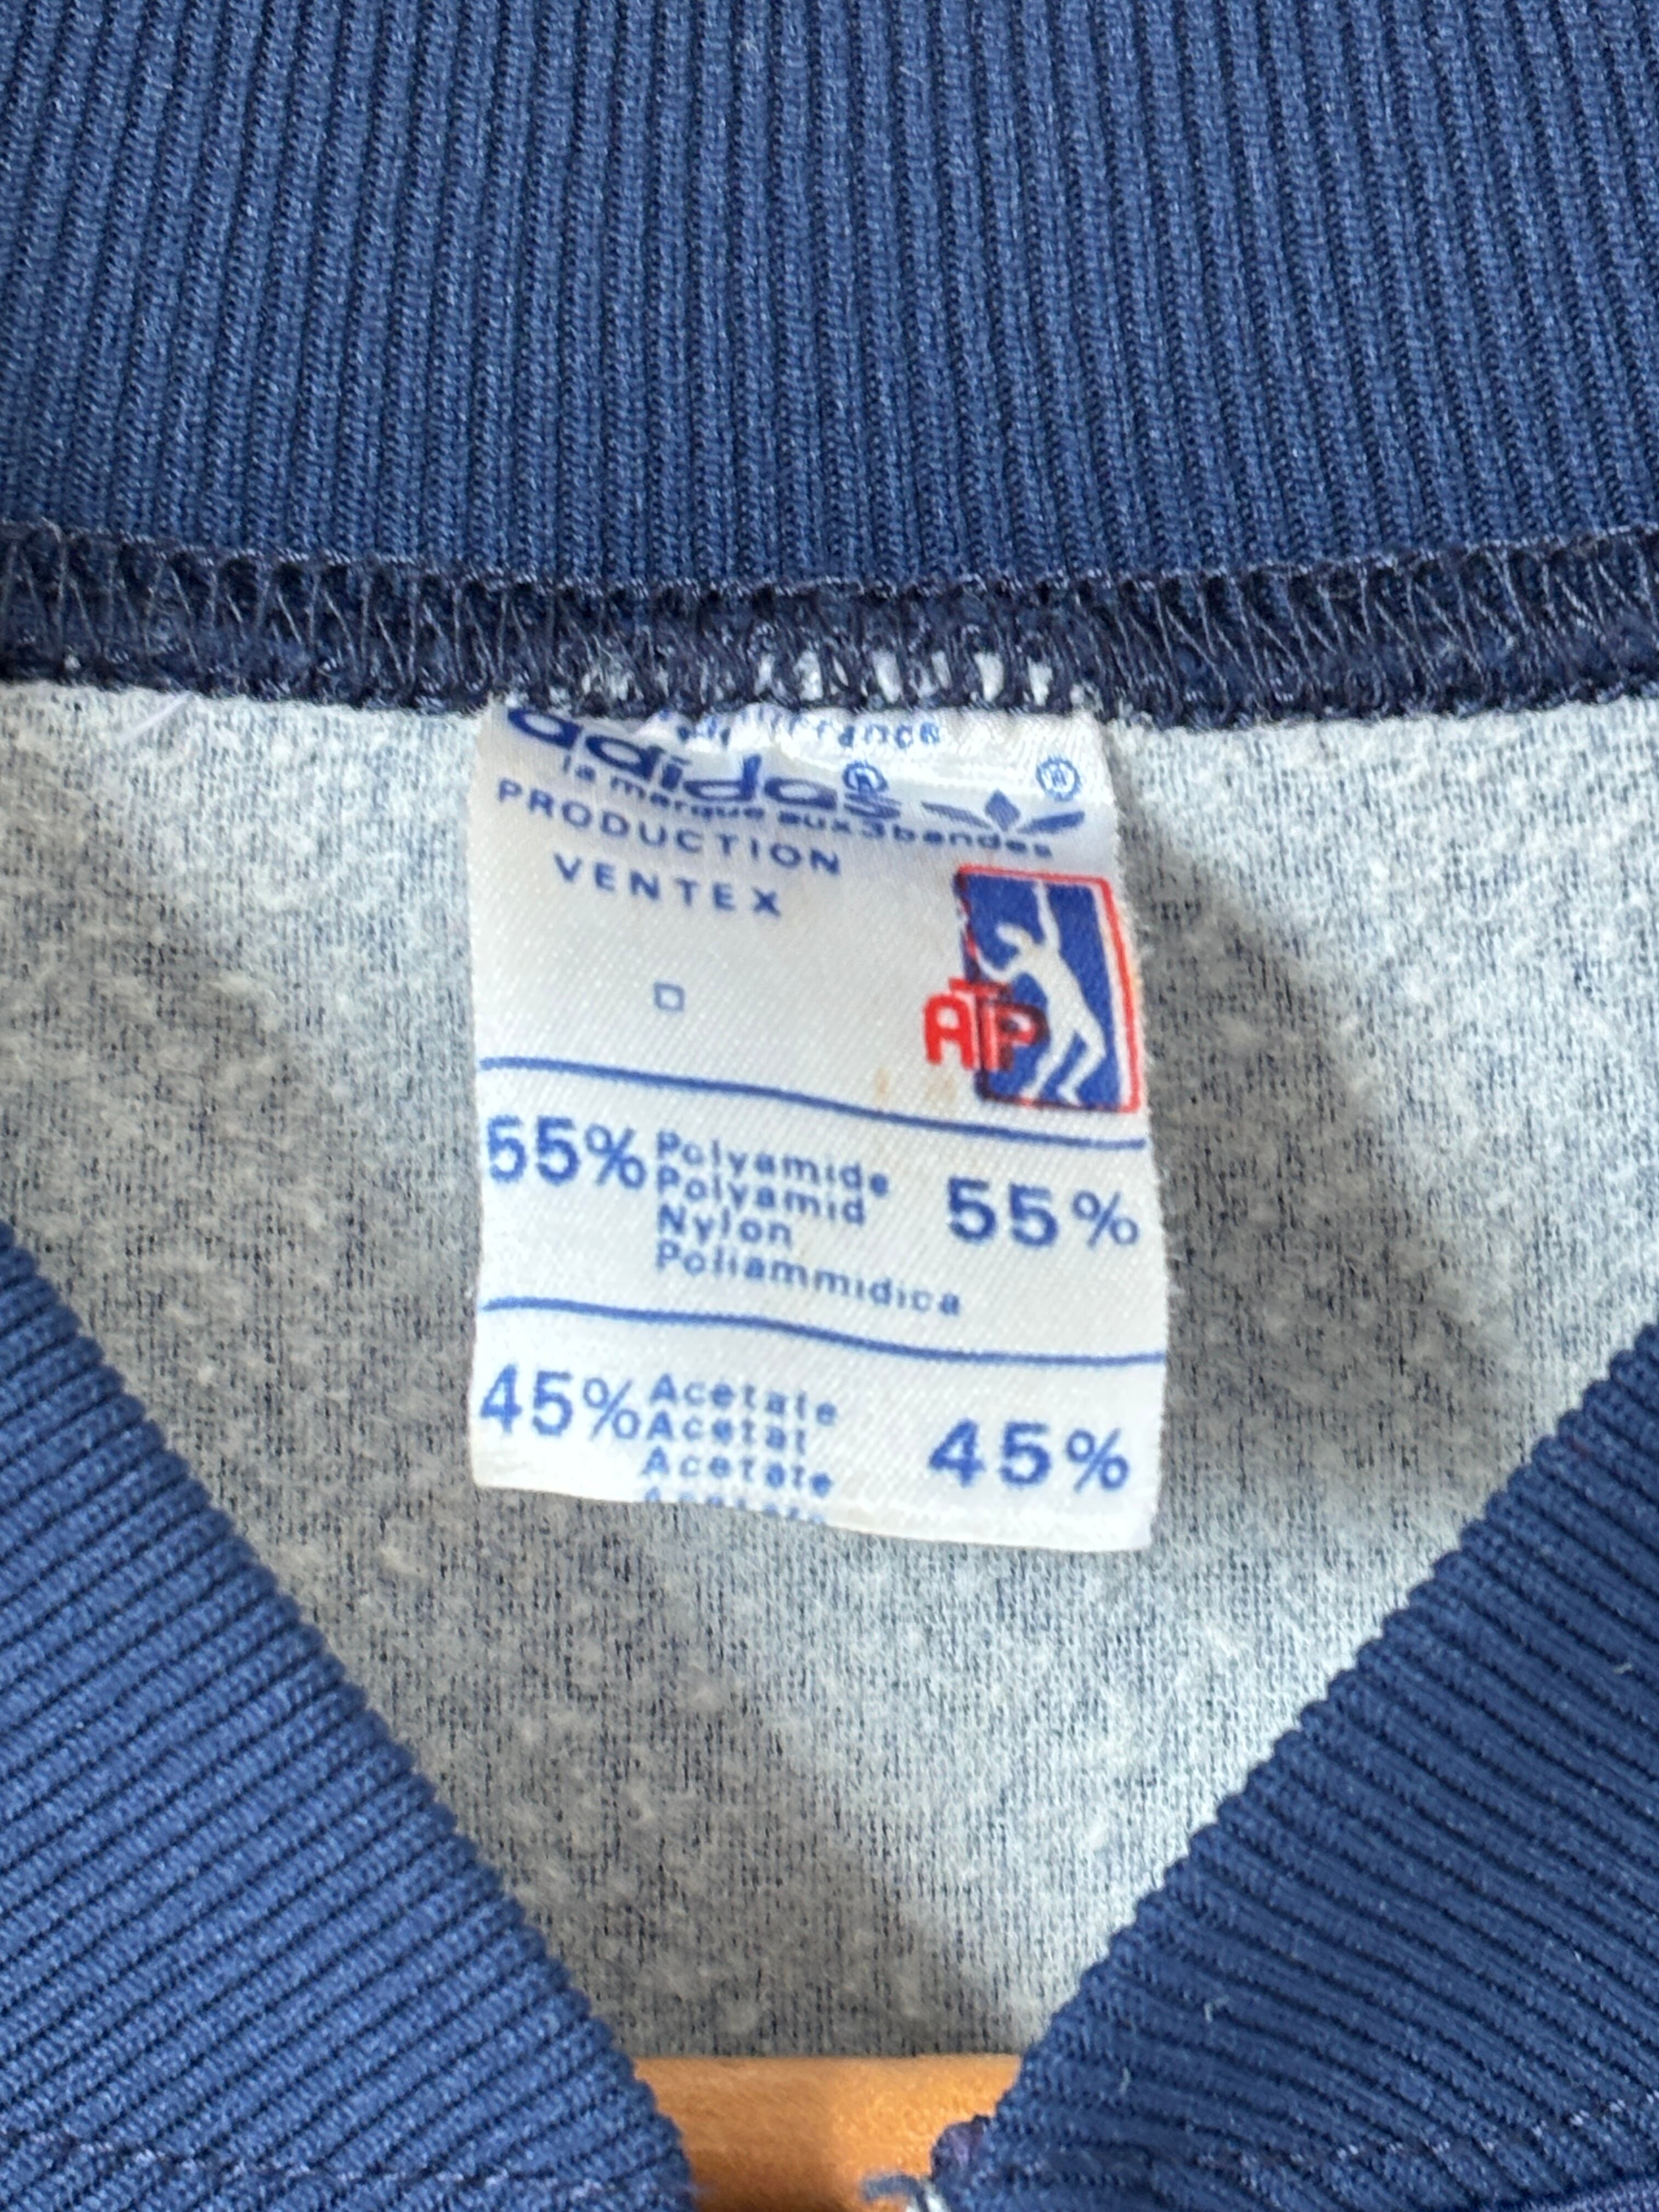 france
adidas®
®
la marque aux 3 bandes
PRODUCTION
VENTEX
ATP
55% Polyamide 55%
Polyamid
Nylon
Poliammidica
45% Acetate 45%
Acetat
Acetate